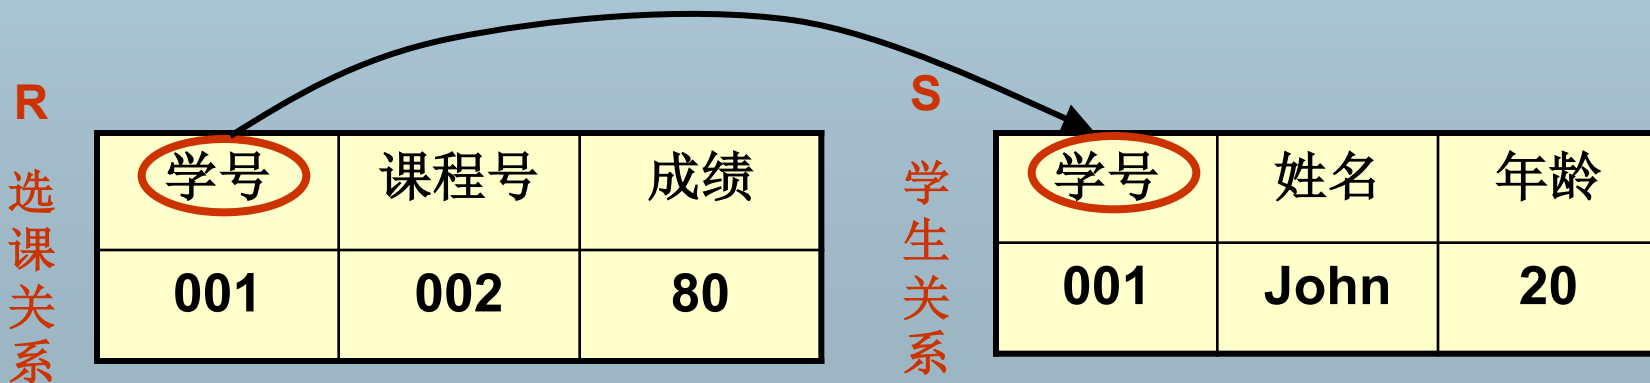 R
选课关系
学号 课程号 成绩
001 002 80
S
学生关系
学号 姓名 年龄
001 John 20